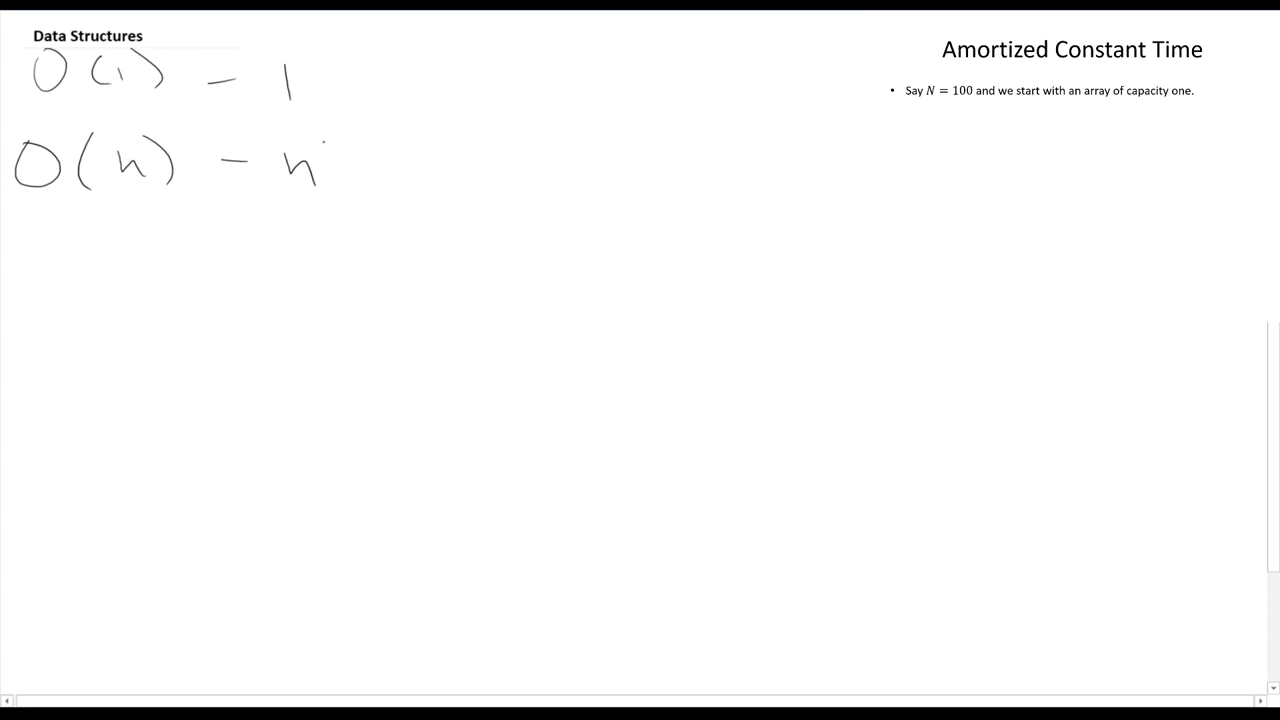 Data Structures
O(1) - 1
O(n) - n
Amortized Constant Time
• Say N = 100 and we start with an array of capacity one.